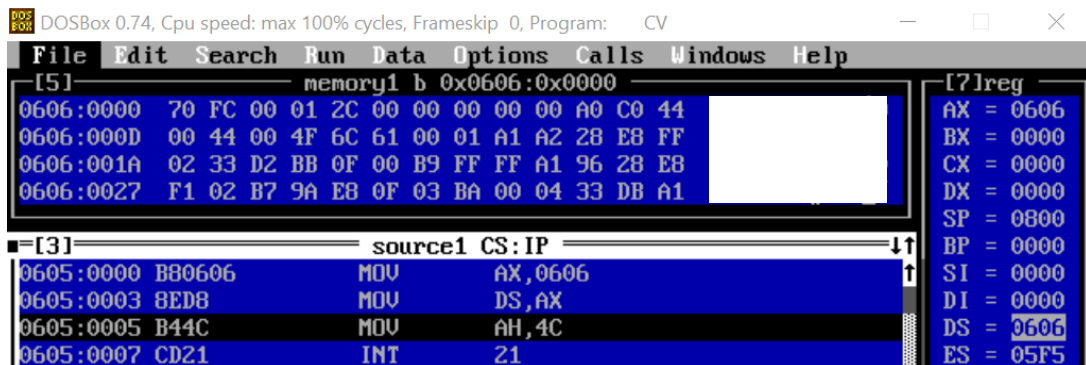 DOSBox 0.74, Cpu speed: max 100% cycles, Frameskip 0, Program: CV
File Edit Search Run Data Options Calls Windows Help
[5] memory1 b 0x0606:0x0000
0606:0000 70 FC 00 01 2C 00 00 00 00 00 A0 C0 44
0606:000D 00 44 00 4F 6C 61 00 01 A1 A2 28 E8 FF
0606:001A 02 33 D2 BB 0F 00 B9 FF FF A1 96 28 E8
0606:0027 F1 02 B7 9A E8 0F 03 BA 00 04 33 DB A1
[3] source1 CS:IP
0605:0000 B80606 MOV AX,0606
0605:0003 8ED8 MOV DS,AX
0605:0005 B44C MOV AH,4C
0605:0007 CD21 INT 21
[7]reg
AX = 0606
BX = 0000
CX = 0000
DX = 0000
SP = 0800
BP = 0000
SI = 0000
DI = 0000
DS = 0606
ES = 05F5